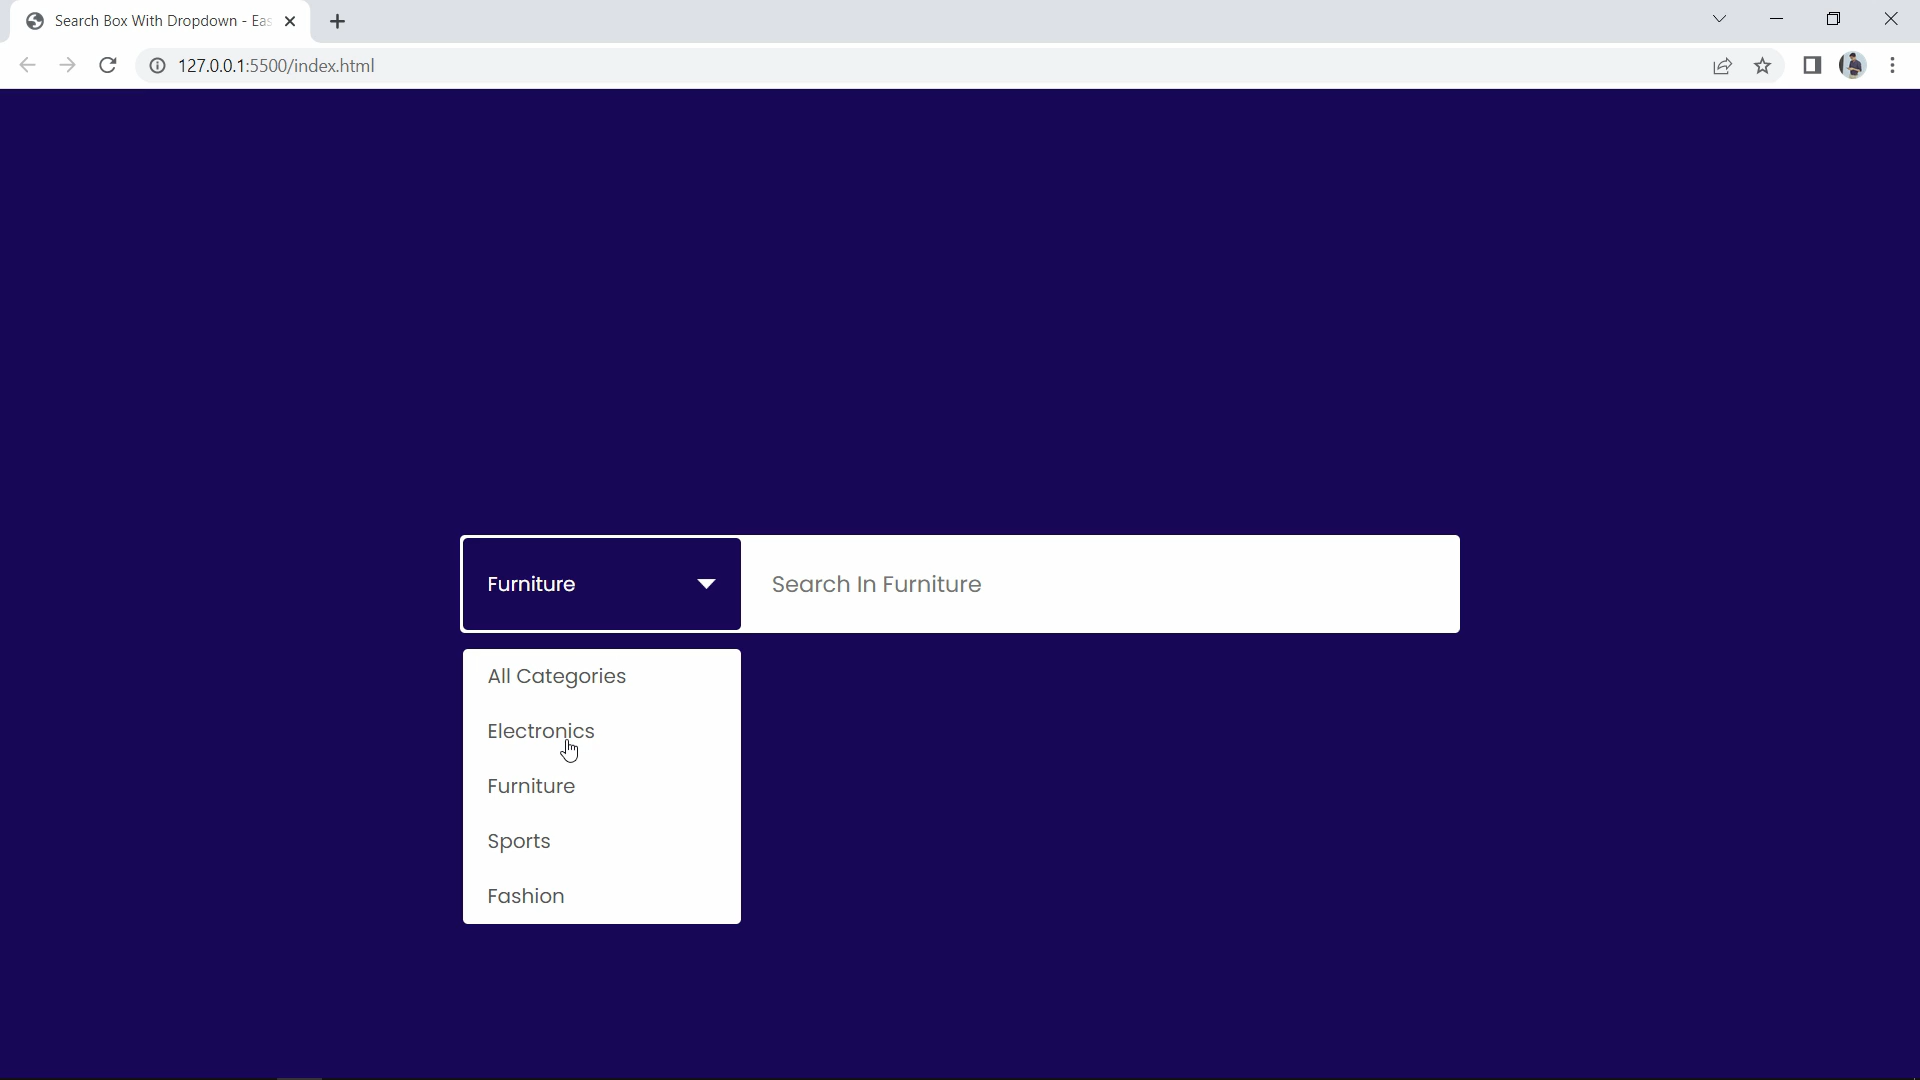 Search Box With Dropdown - Eas
127.0.0.1:5500/index.html
Furniture
Search In Furniture
All Categories
Electronics
Furniture
Sports
Fashion